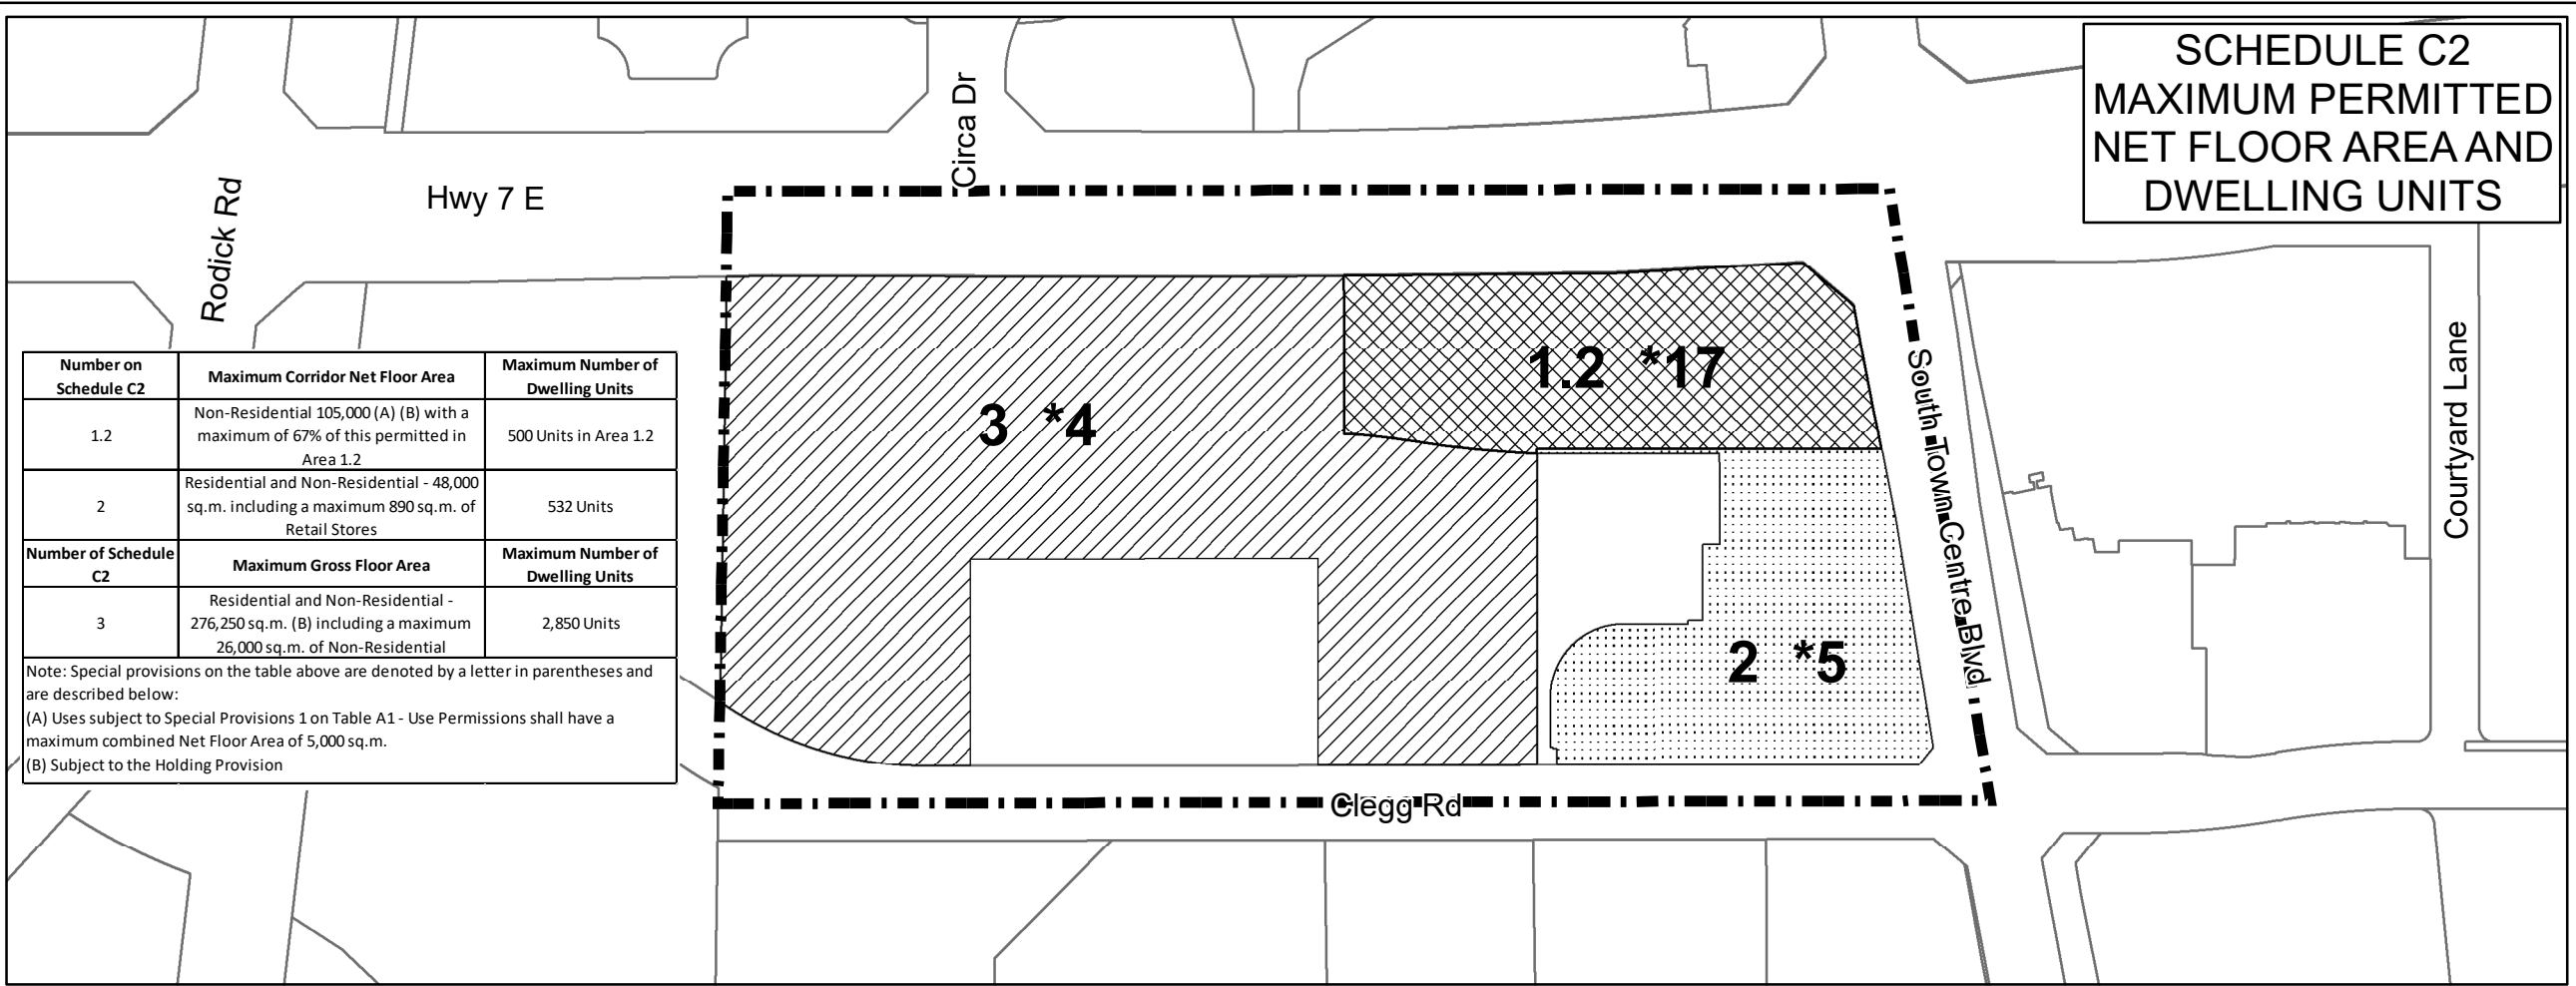 SCHEDULE C2
MAXIMUM PERMITTED
NET FLOOR AREA AND
DWELLING UNITS
Circa Dr
Hwy 7 E
Rodick Rd
South Town Centre Blvd
Courtyard Lane
1.2 *17
3 *4
2 *5
Clegg Rd
Number on
Schedule C2
Maximum Corridor Net Floor Area
Maximum Number of
Dwelling Units
1.2
Non-Residential 105,000 (A) (B) with a
maximum of 67% of this permitted in
Area 1.2
500 Units in Area 1.2
2
Residential and Non-Residential - 48,000
sq.m. including a maximum 890 sq.m. of
Retail Stores
532 Units
Number of Schedule
C2
Maximum Gross Floor Area
Maximum Number of
Dwelling Units
3
Residential and Non-Residential -
276,250 sq.m. (B) including a maximum
26,000 sq.m. of Non-Residential
2,850 Units
Note: Special provisions on the table above are denoted by a letter in parentheses and
are described below:
(A) Uses subject to Special Provisions 1 on Table A1 - Use Permissions shall have a
maximum combined Net Floor Area of 5,000 sq.m.
(B) Subject to the Holding Provision